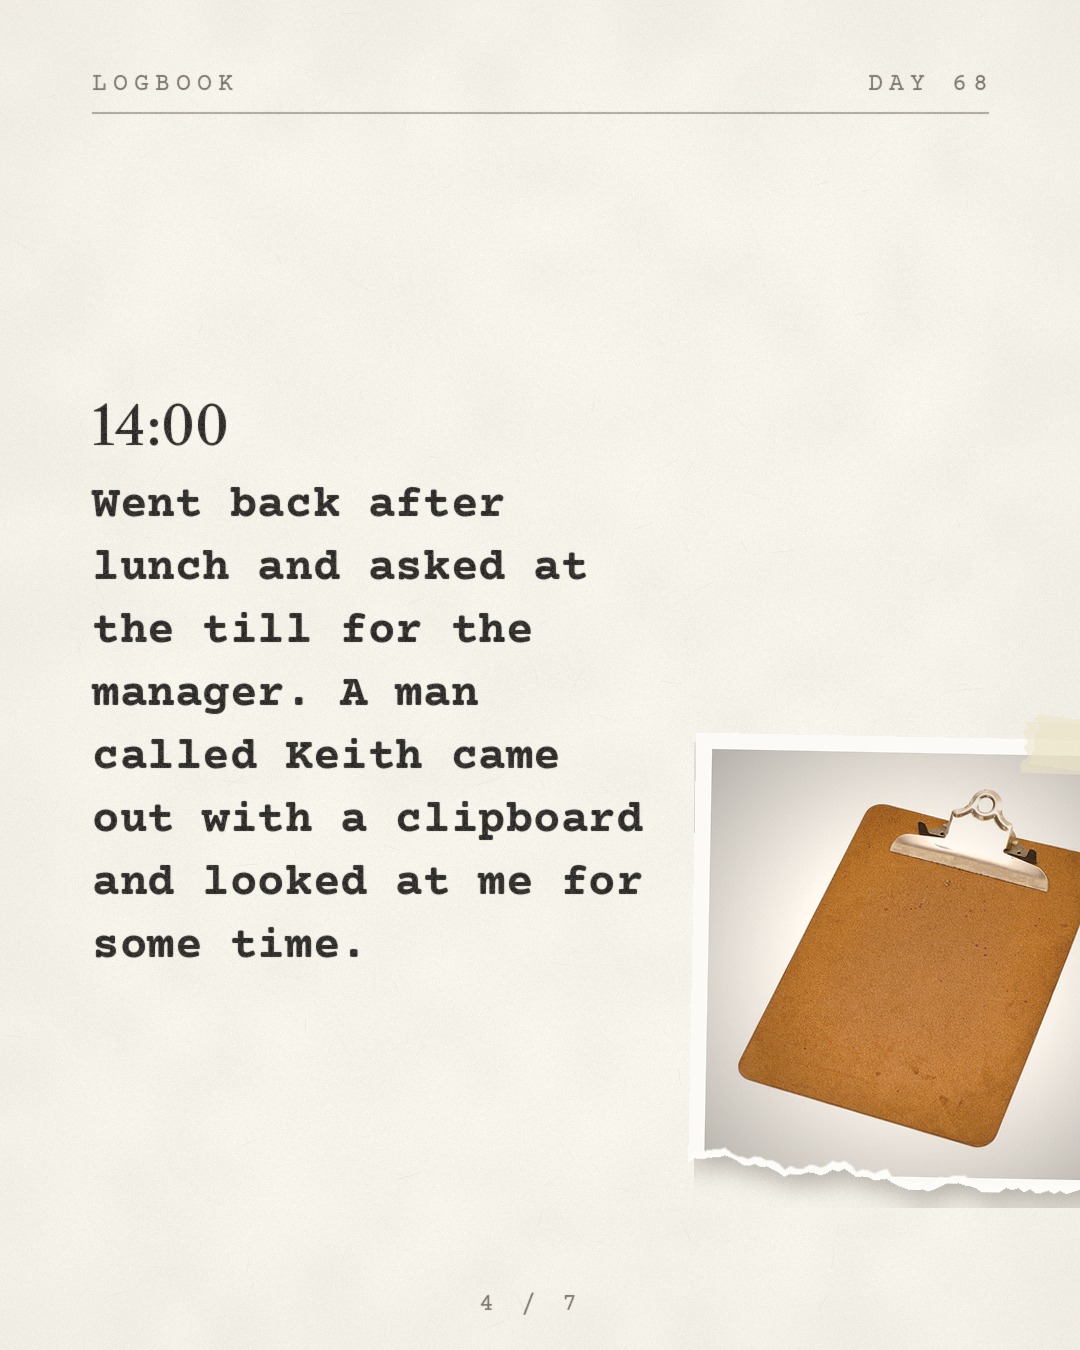 LOGBOOK DAY 68
14:00
Went back after
lunch and asked at
the till for the
manager. A man
called Keith came
out with a clipboard
and looked at me for
some time.
4 / 7